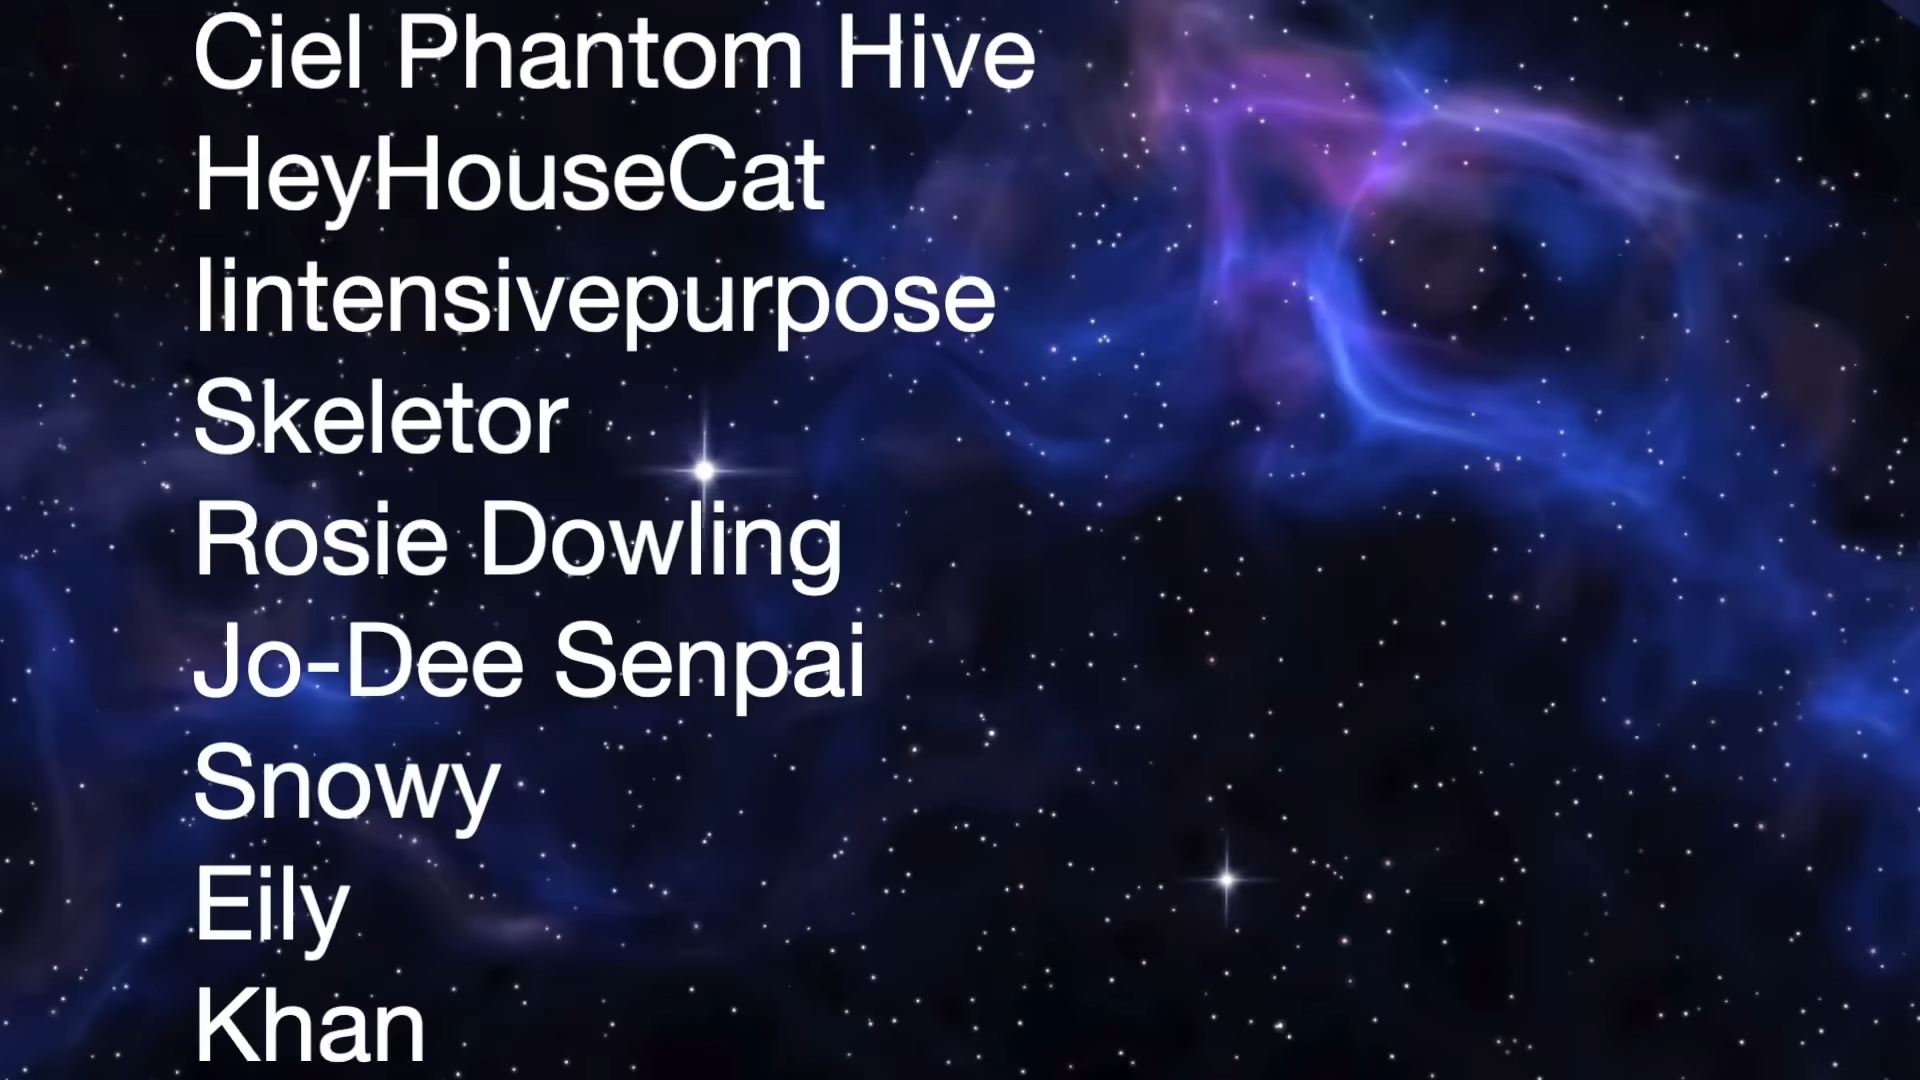 Ciel Phantom Hive
HeyHouseCat
Iintensivepurpose
Skeletor
Rosie Dowling
Jo-Dee Senpai
Snowy
Eily
Khan